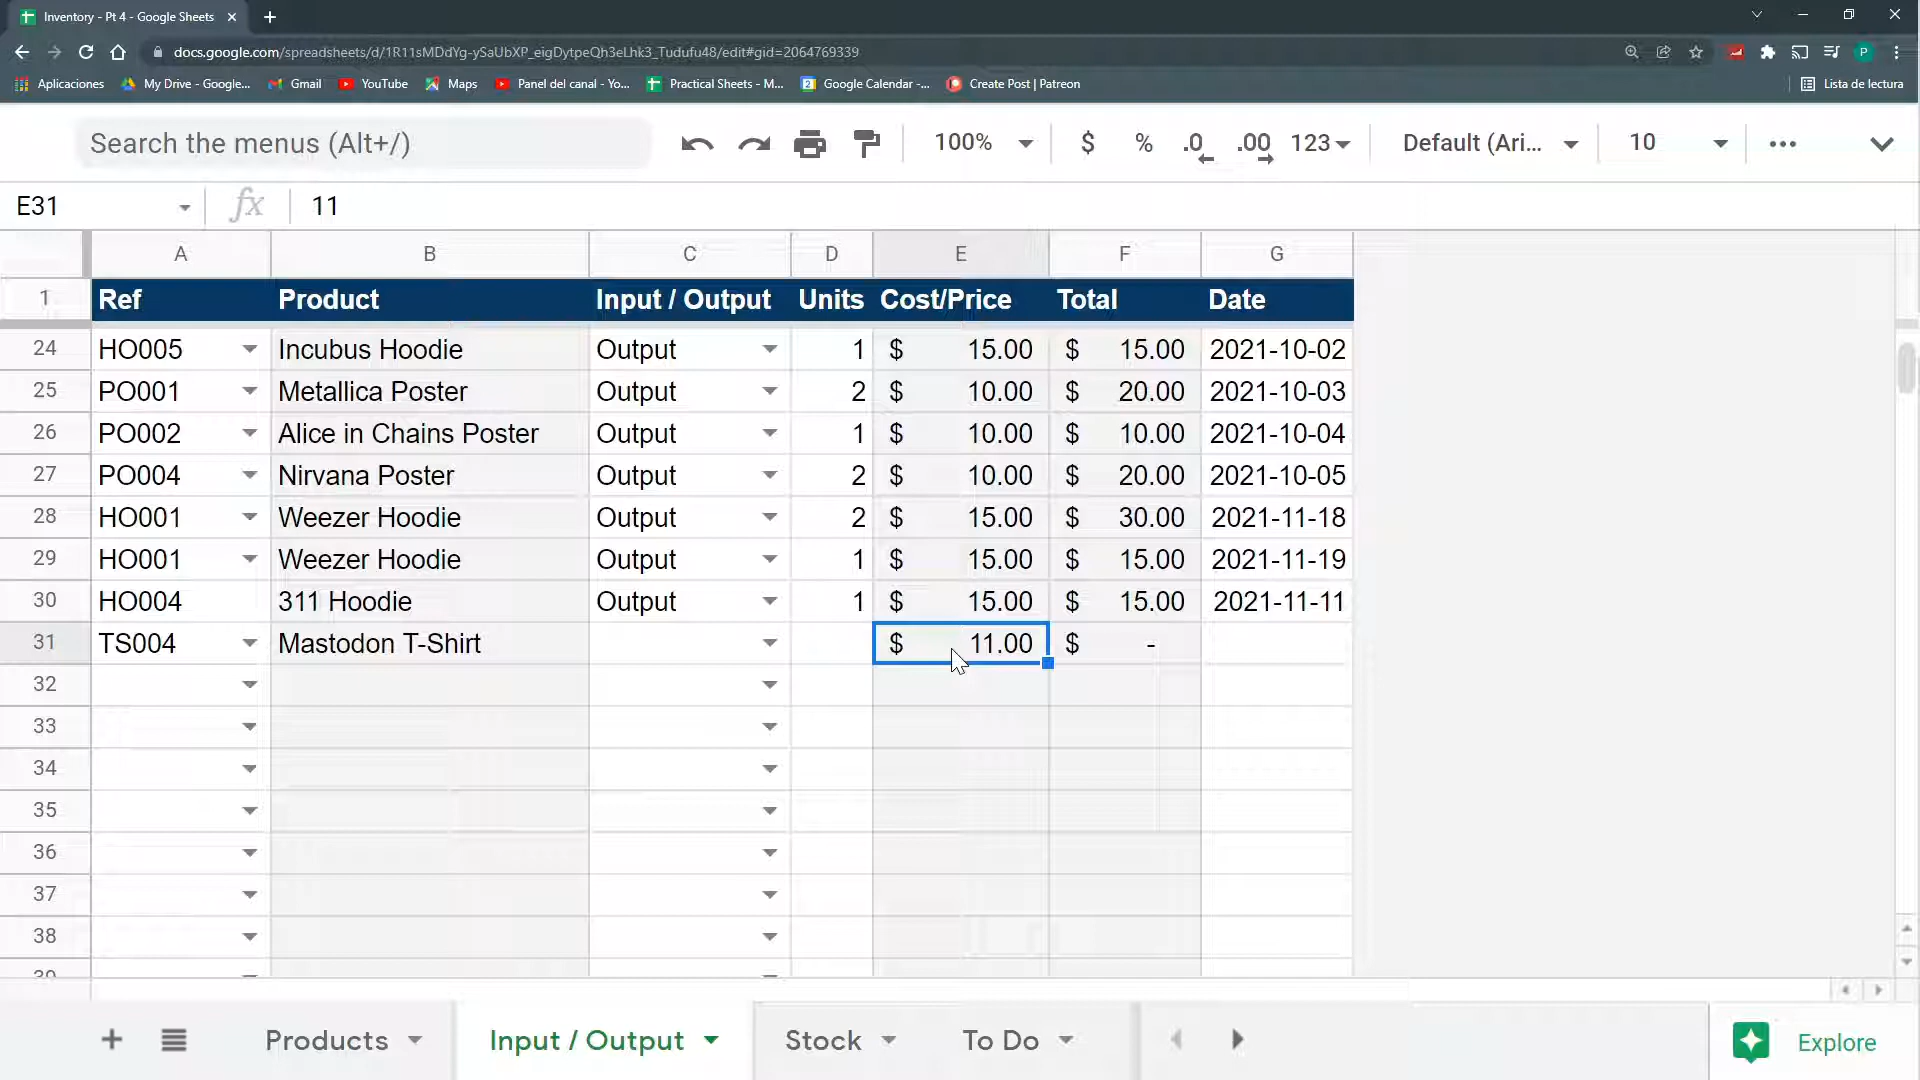 Inventory - Pt 4 - Google Sheets
docs.google.com/spreadsheets/d/1R11sMDdYg-ySaUbXP_eigDytpeQh3eLhk3_Tudufu48/edit#gid=2064769339
P
Aplicaciones My Drive - Google... Gmail YouTube Maps Panel del canal - Yo... Practical Sheets - M... Google Calendar -... Create Post | Patreon Lista de lectura
Search the menus (Alt+/) 100% $ % .0 .00 123 Default (Ari... 10
E31 fx 11
A B C D E F G
1 Ref Product Input / Output Units Cost/Price Total Date
24 HO005 Incubus Hoodie Output 1 $ 15.00 $ 15.00 2021-10-02
25 PO001 Metallica Poster Output 2 $ 10.00 $ 20.00 2021-10-03
26 PO002 Alice in Chains Poster Output 1 $ 10.00 $ 10.00 2021-10-04
27 PO004 Nirvana Poster Output 2 $ 10.00 $ 20.00 2021-10-05
28 HO001 Weezer Hoodie Output 2 $ 15.00 $ 30.00 2021-11-18
29 HO001 Weezer Hoodie Output 1 $ 15.00 $ 15.00 2021-11-19
30 HO004 311 Hoodie Output 1 $ 15.00 $ 15.00 2021-11-11
31 TS004 Mastodon T-Shirt $ 11.00 $ -
32
33
34
35
36
37
38
39
Products Input / Output Stock To Do Explore